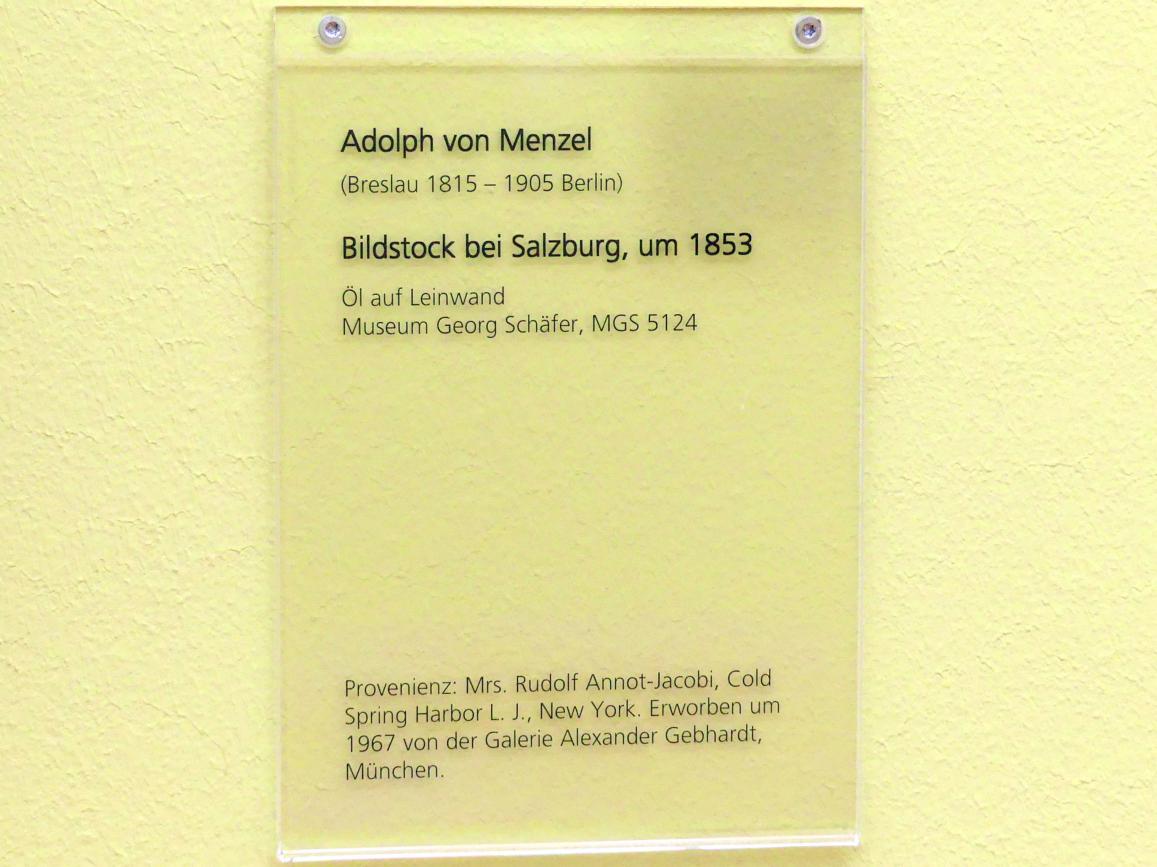 Adolph von Menzel
(Breslau 1815 – 1905 Berlin)
Bildstock bei Salzburg, um 1853
Öl auf Leinwand
Museum Georg Schäfer, MGS 5124
Provenienz: Mrs. Rudolf Annot-Jacobi, Cold
Spring Harbor L. J., New York. Erworben um
1967 von der Galerie Alexander Gebhardt,
München.